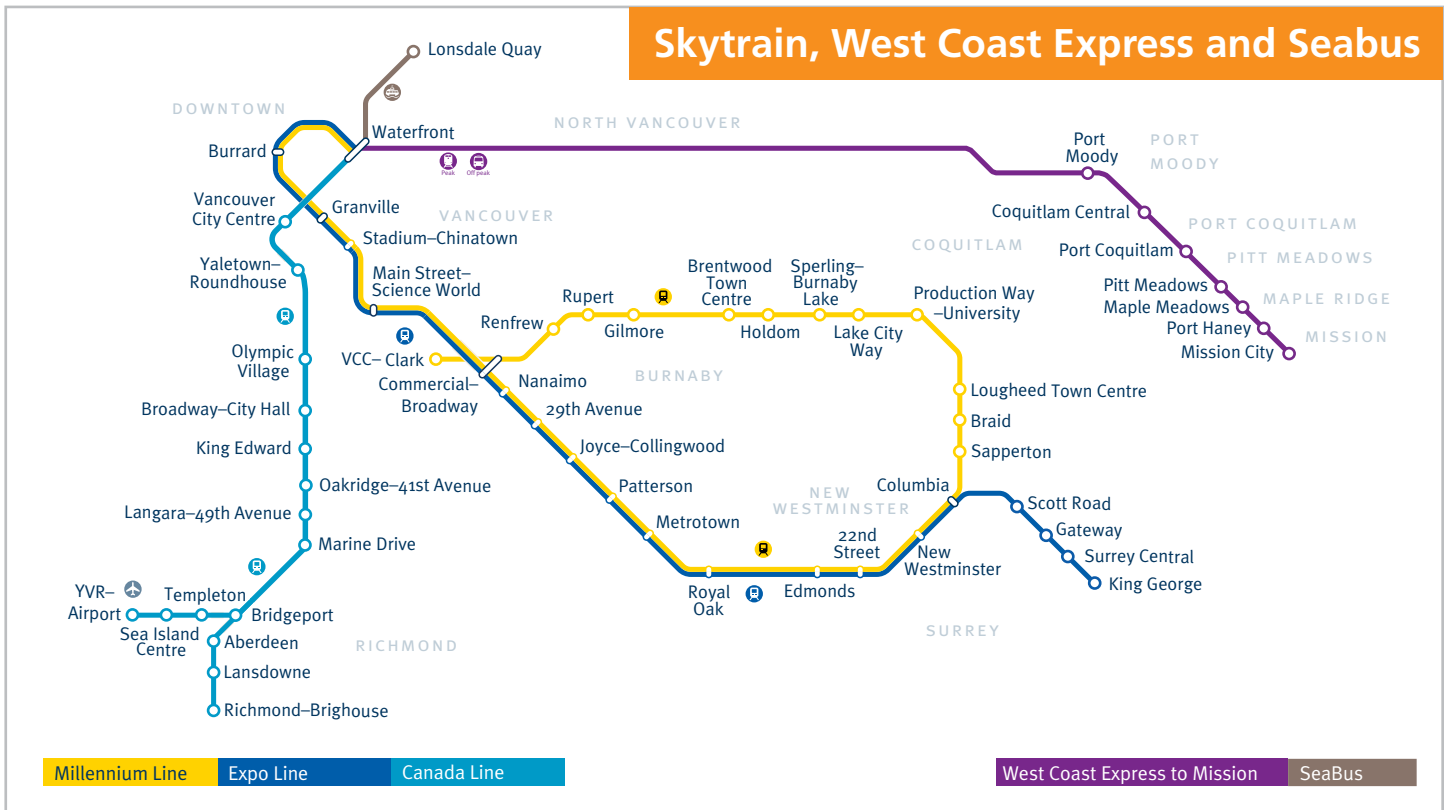 Skytrain, West Coast Express and Seabus
Lonsdale Quay
DOWNTOWN
Waterfront
NORTH VANCOUVER
Burrard
Peak
Off peak
Port
Moody
PORT
MOODY
Vancouver
City Centre
Granville
VANCOUVER
Stadium–Chinatown
Coquitlam Central
PORT COQUITLAM
COQUITLAM
Port Coquitlam
PITT MEADOWS
Yaletown–
Roundhouse
Main Street–
Science World
Brentwood
Town
Centre
Sperling–
Burnaby
Lake
Production Way
–University
Pitt Meadows
Maple Meadows
MAPLE RIDGE
Port Haney
MISSION
Mission City
Rupert
Renfrew
Gilmore
Holdom
Lake City
Way
VCC– Clark
Olympic
Village
Commercial–
Broadway
Nanaimo
BURNABY
Lougheed Town Centre
Broadway–City Hall
29th Avenue
Braid
King Edward
Joyce–Collingwood
Sapperton
Oakridge–41st Avenue
Patterson
NEW
WESTMINSTER
Columbia
Scott Road
Langara–49th Avenue
Metrotown
22nd
Street
New
Westminster
Gateway
Marine Drive
Surrey Central
King George
YVR–
Airport
Templeton
Sea Island
Centre
Bridgeport
Royal
Oak
Edmonds
Aberdeen
RICHMOND
SURREY
Lansdowne
Richmond–Brighouse
Millennium Line
Expo Line
Canada Line
West Coast Express to Mission
SeaBus